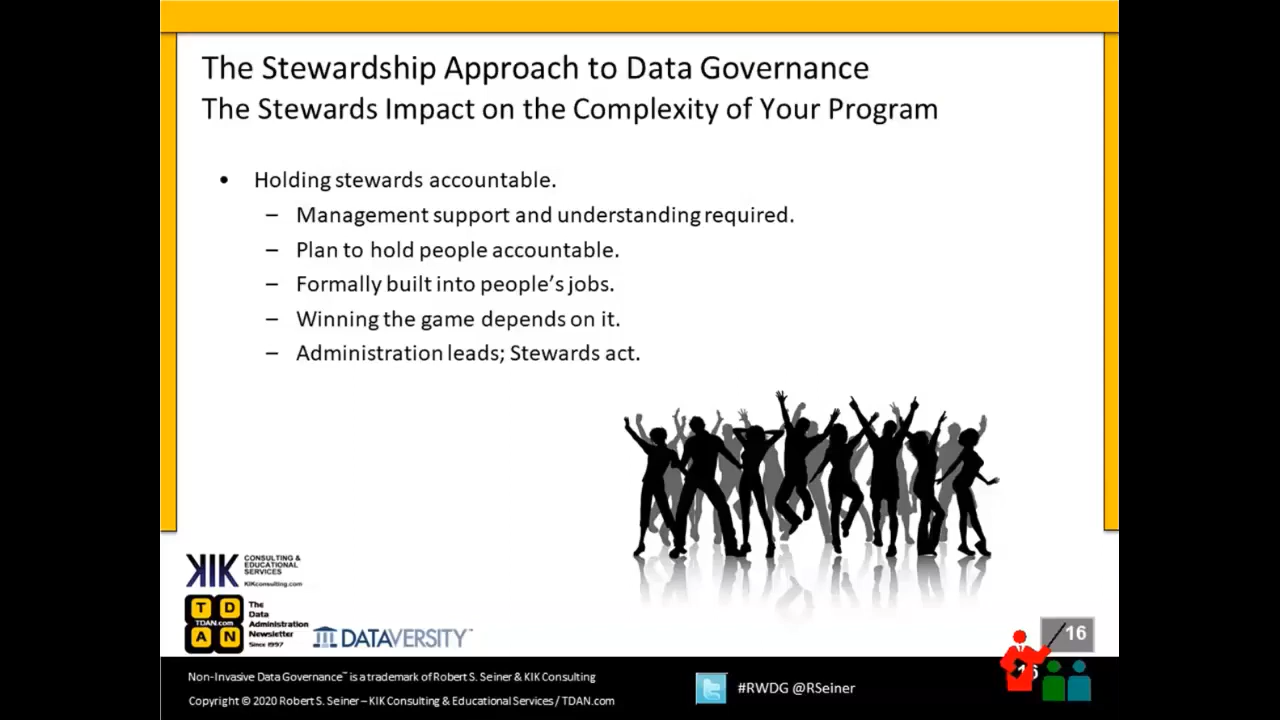 The Stewardship Approach to Data Governance
The Stewards Impact on the Complexity of Your Program
• Holding stewards accountable.
– Management support and understanding required.
– Plan to hold people accountable.
– Formally built into people's jobs.
– Winning the game depends on it.
– Administration leads; Stewards act.
KIK CONSULTING &
EDUCATIONAL
SERVICES
KIKconsulting.com
T D
TDAN.com
A N
The
Data
Administration
Newsletter
Since 1997
DATAVERSITY™
16
16
Non-Invasive Data Governance™ is a trademark of Robert S. Seiner & KIK Consulting
#RWDG @RSeiner
Copyright © 2020 Robert S. Seiner – KIK Consulting & Educational Services / TDAN.com